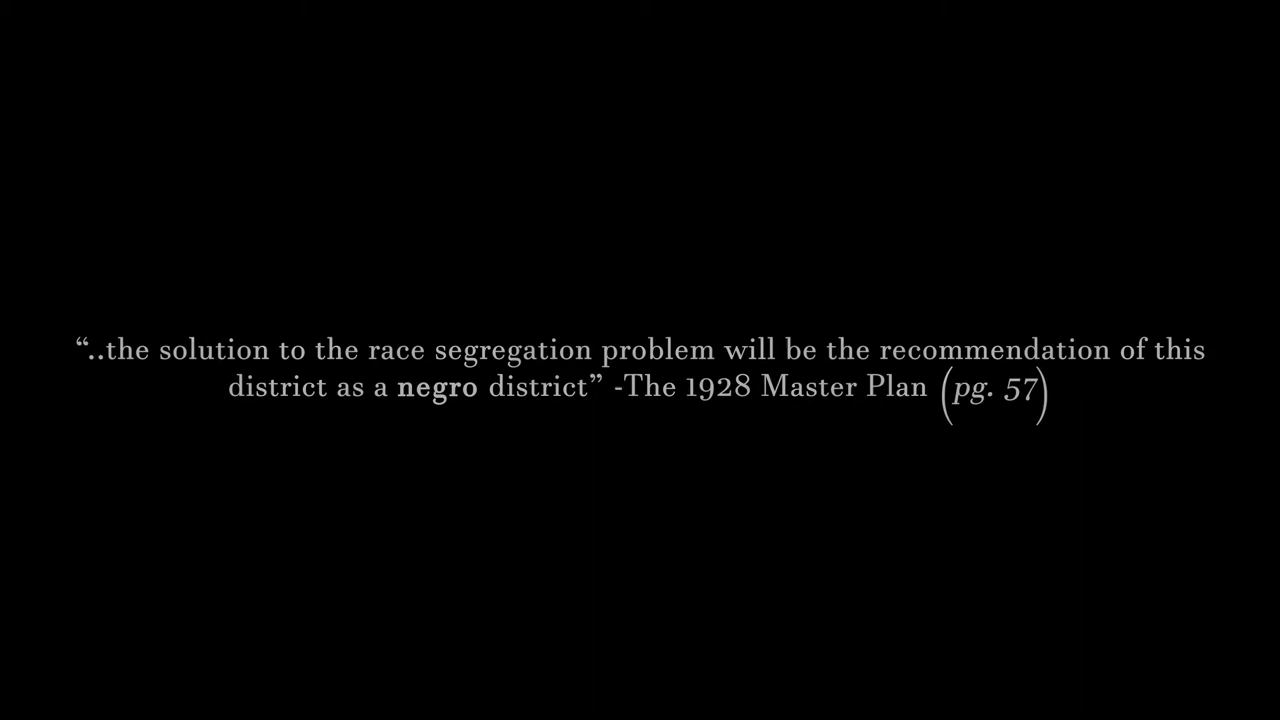 “..the solution to the race segregation problem will be the recommendation of this
district as a negro district” -The 1928 Master Plan (pg. 57)